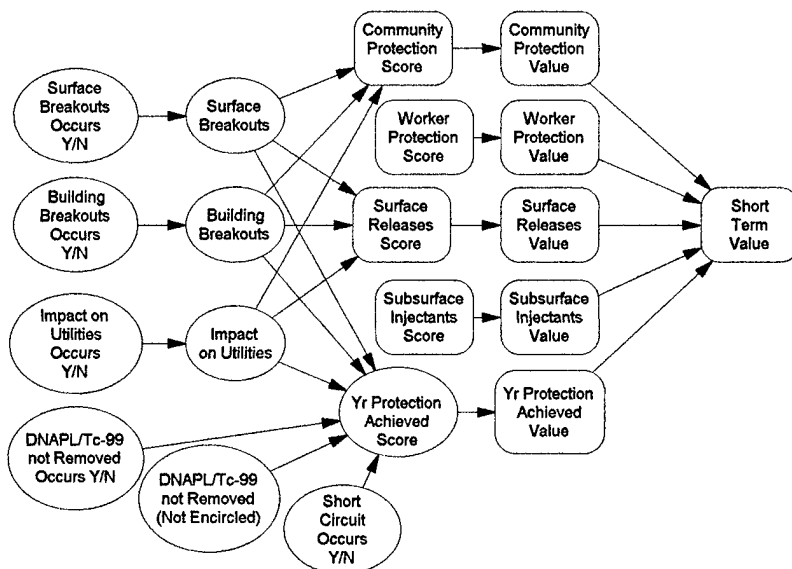 Community
Protection
Score
Community
Protection
Value
Surface
Breakouts
Occurs
Y/N
Surface
Breakouts
Worker
Protection
Score
Worker
Protection
Value
Building
Breakouts
Occurs
Y/N
Building
Breakouts
Surface
Releases
Score
Surface
Releases
Value
Short
Term
Value
Impact on
Utilities
Occurs
Y/N
Impact
on Utilities
Subsurface
Injectants
Score
Subsurface
Injectants
Value
Yr Protection
Achieved
Score
Yr Protection
Achieved
Value
DNAPL/Tc-99
not Removed
Occurs Y/N
DNAPL/Tc-99
not Removed
(Not Encircled)
Short
Circuit
Occurs
Y/N